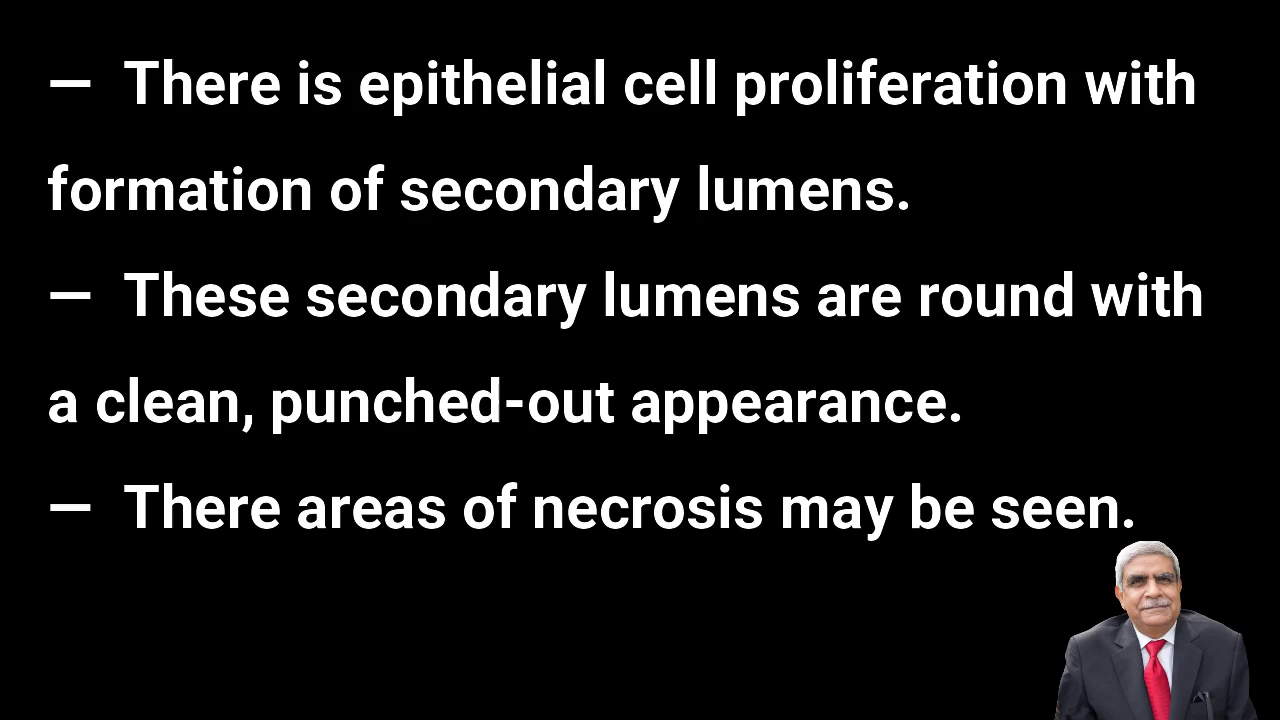 — There is epithelial cell proliferation with
formation of secondary lumens.
— These secondary lumens are round with
a clean, punched-out appearance.
— There areas of necrosis may be seen.